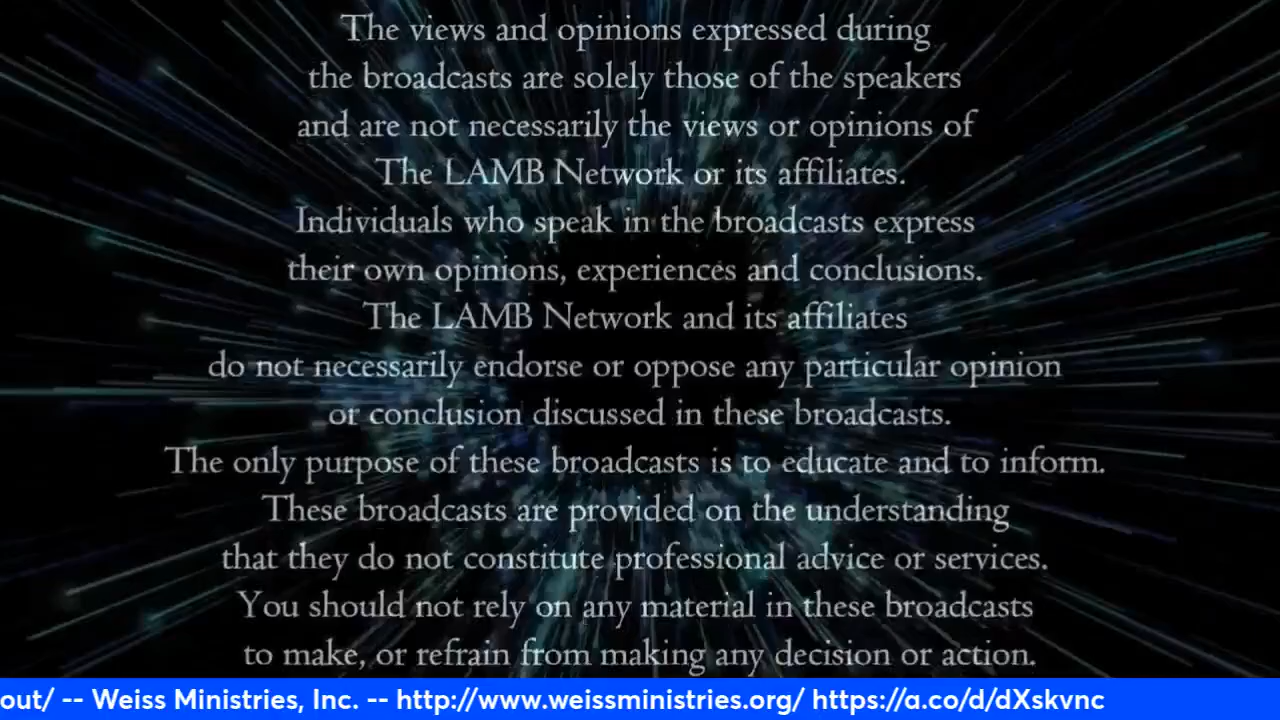 The views and opinions expressed during
the broadcasts are solely those of the speakers
and are not necessarily the views or opinions of
The LAMB Network or its affiliates.
Individuals who speak in the broadcasts express
their own opinions, experiences and conclusions.
The LAMB Network and its affiliates
do not necessarily endorse or oppose any particular opinion
or conclusion discussed in these broadcasts.
The only purpose of these broadcasts is to educate and to inform.
These broadcasts are provided on the understanding
that they do not constitute professional advice or services.
You should not rely on any material in these broadcasts
to make, or refrain from making any decision or action.
out/ -- Weiss Ministries, Inc. -- http://www.weissministries.org/ https://a.co/d/dXskvnc